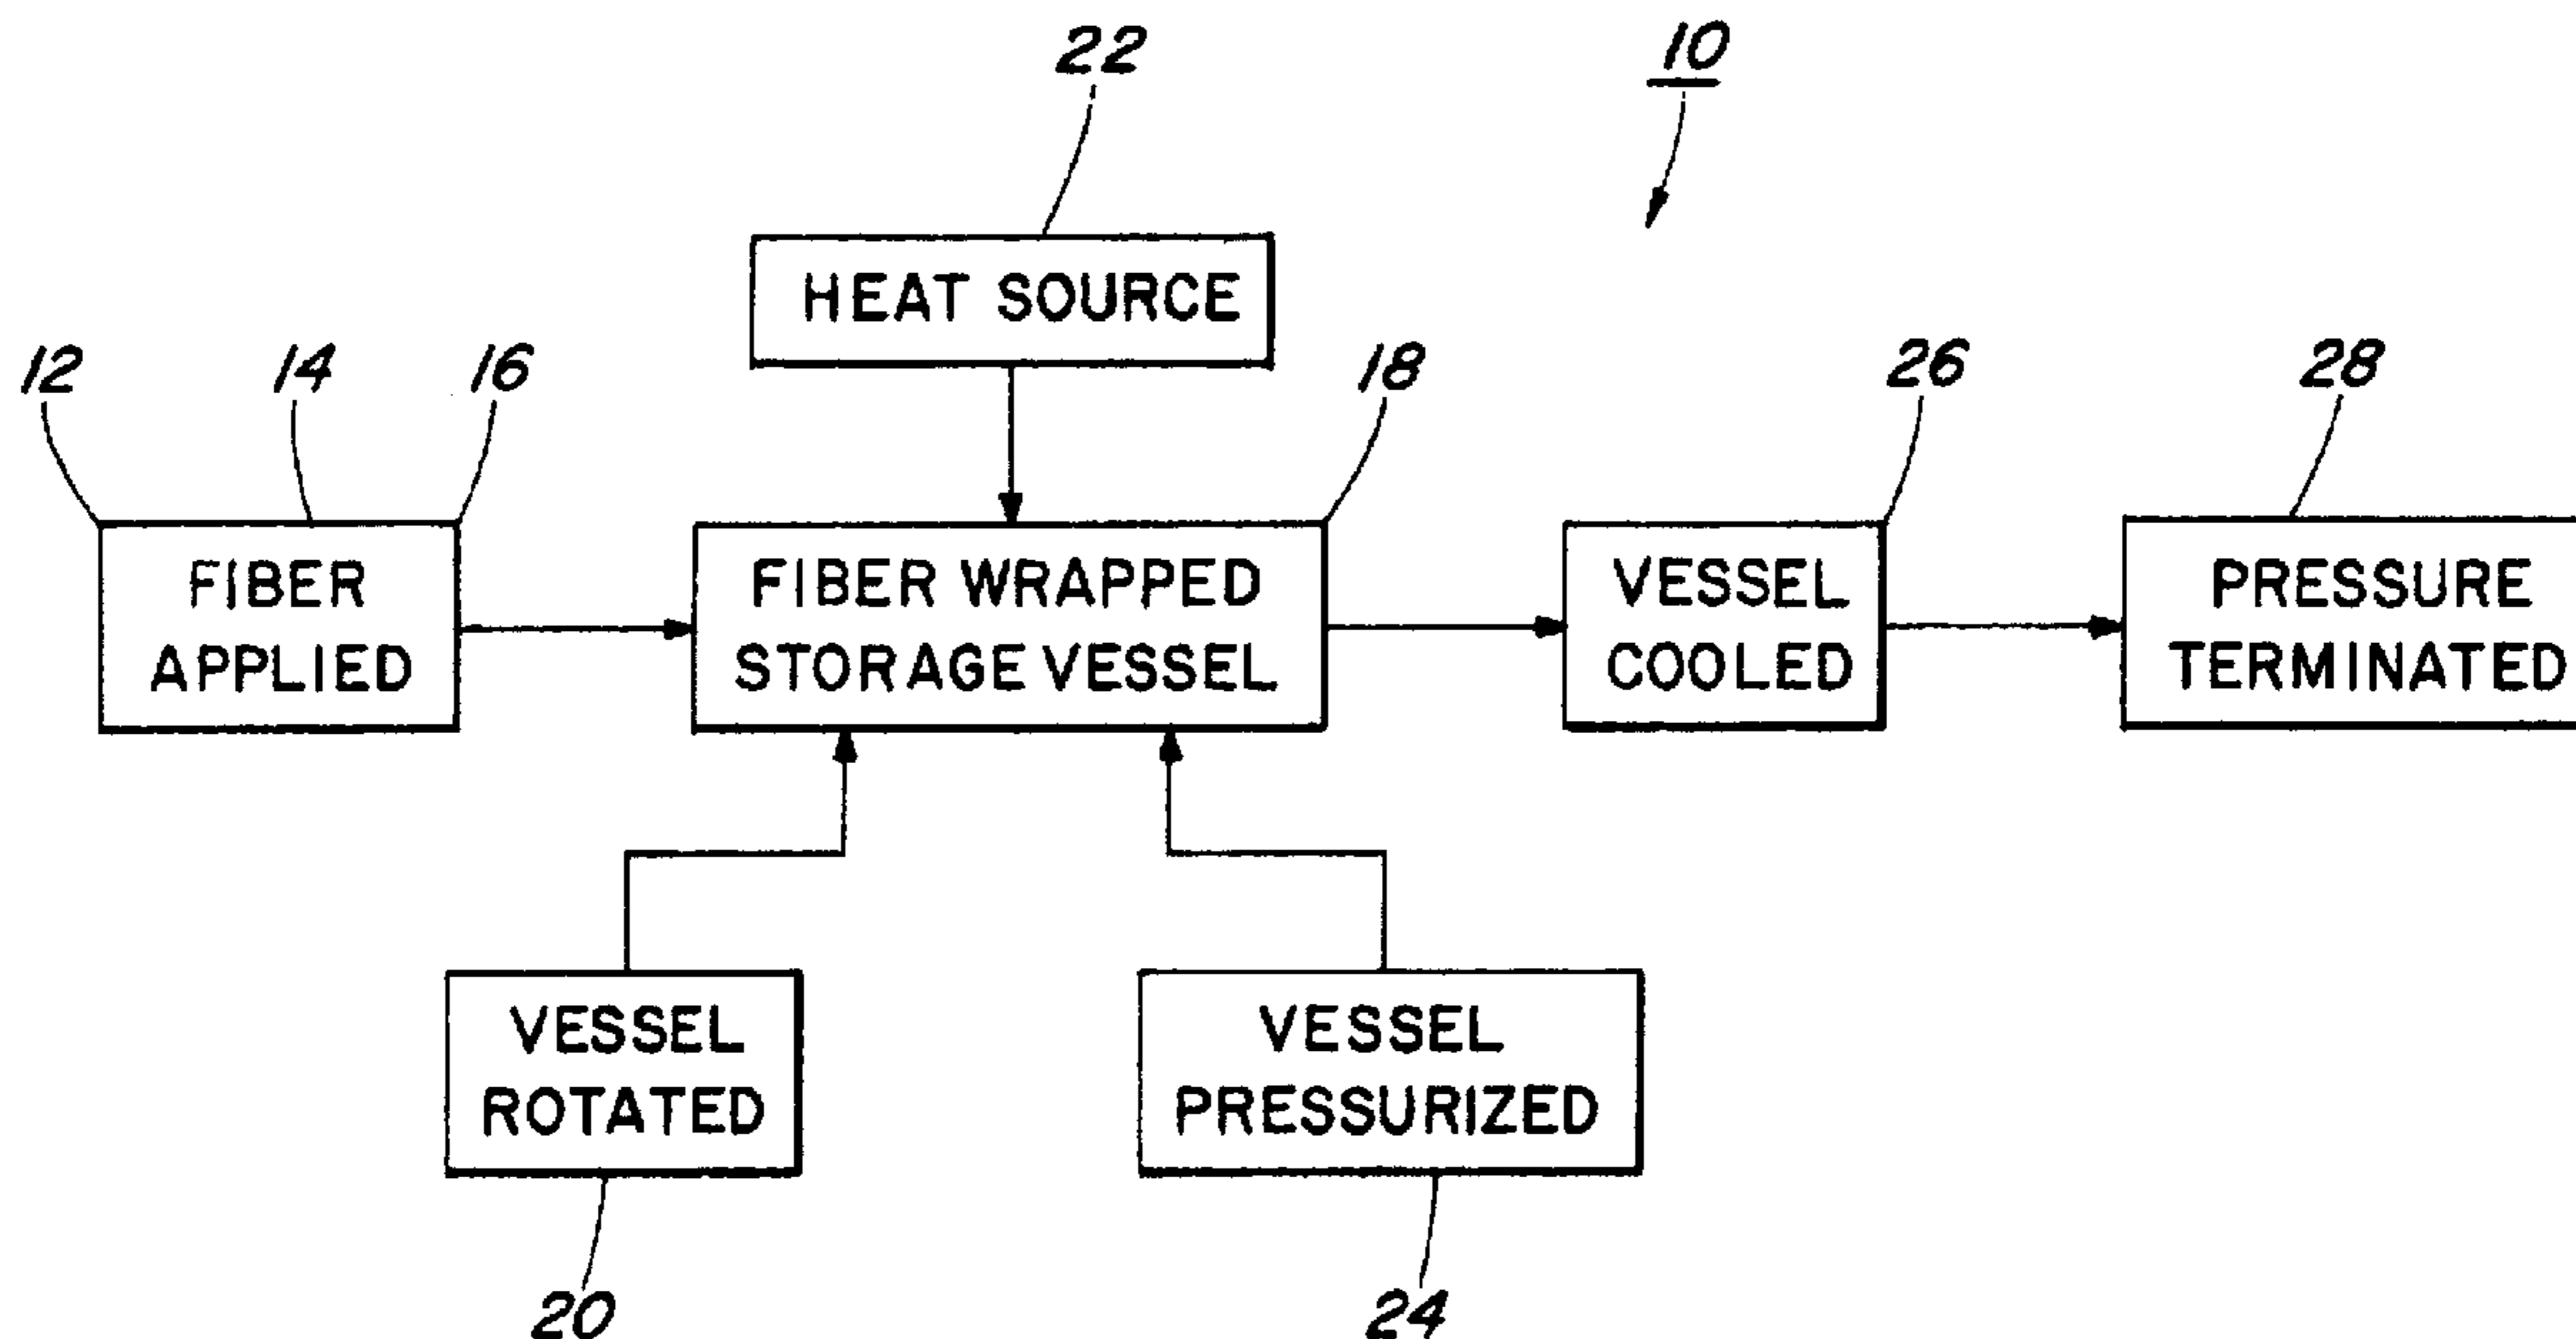 22
10
HEAT SOURCE
12
14
16
18
26
28
FIBER
APPLIED
FIBER WRAPPED
STORAGE VESSEL
VESSEL
COOLED
PRESSURE
TERMINATED
VESSEL
ROTATED
VESSEL
PRESSURIZED
20
24